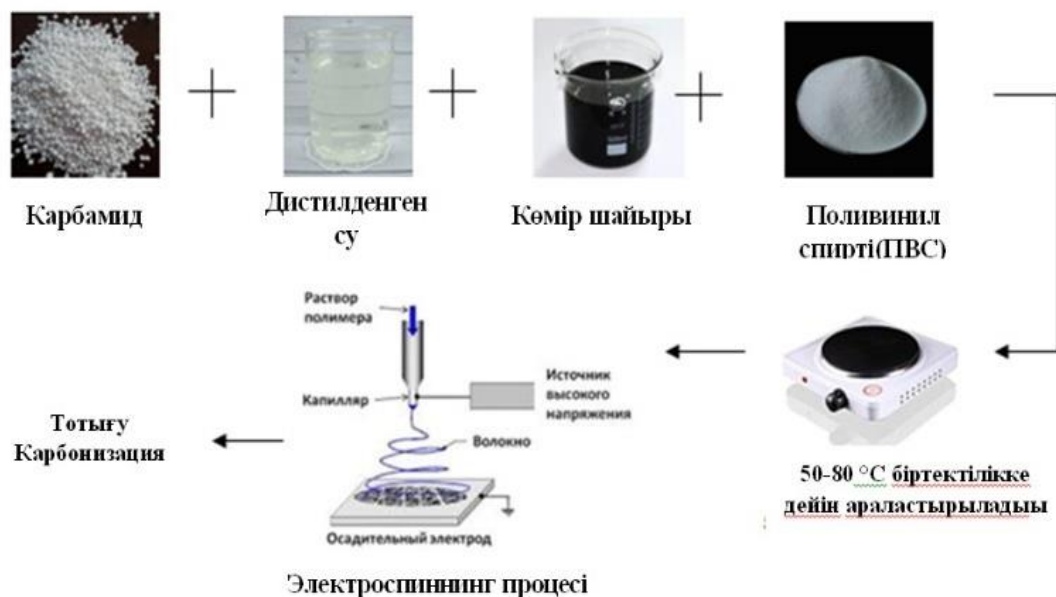 Карбамид
Дистилденген
су
Көмір шайыры
Поливинил
спирті(ПВС)
Раствор
полимера
Капилляр
Источник
высокого
напряжения
Волокно
Осадительный электрод
Тотығу
Карбонизация
50-80 °C біртектілікке
дейін араластырыладыы
Электроспиннинг процесі